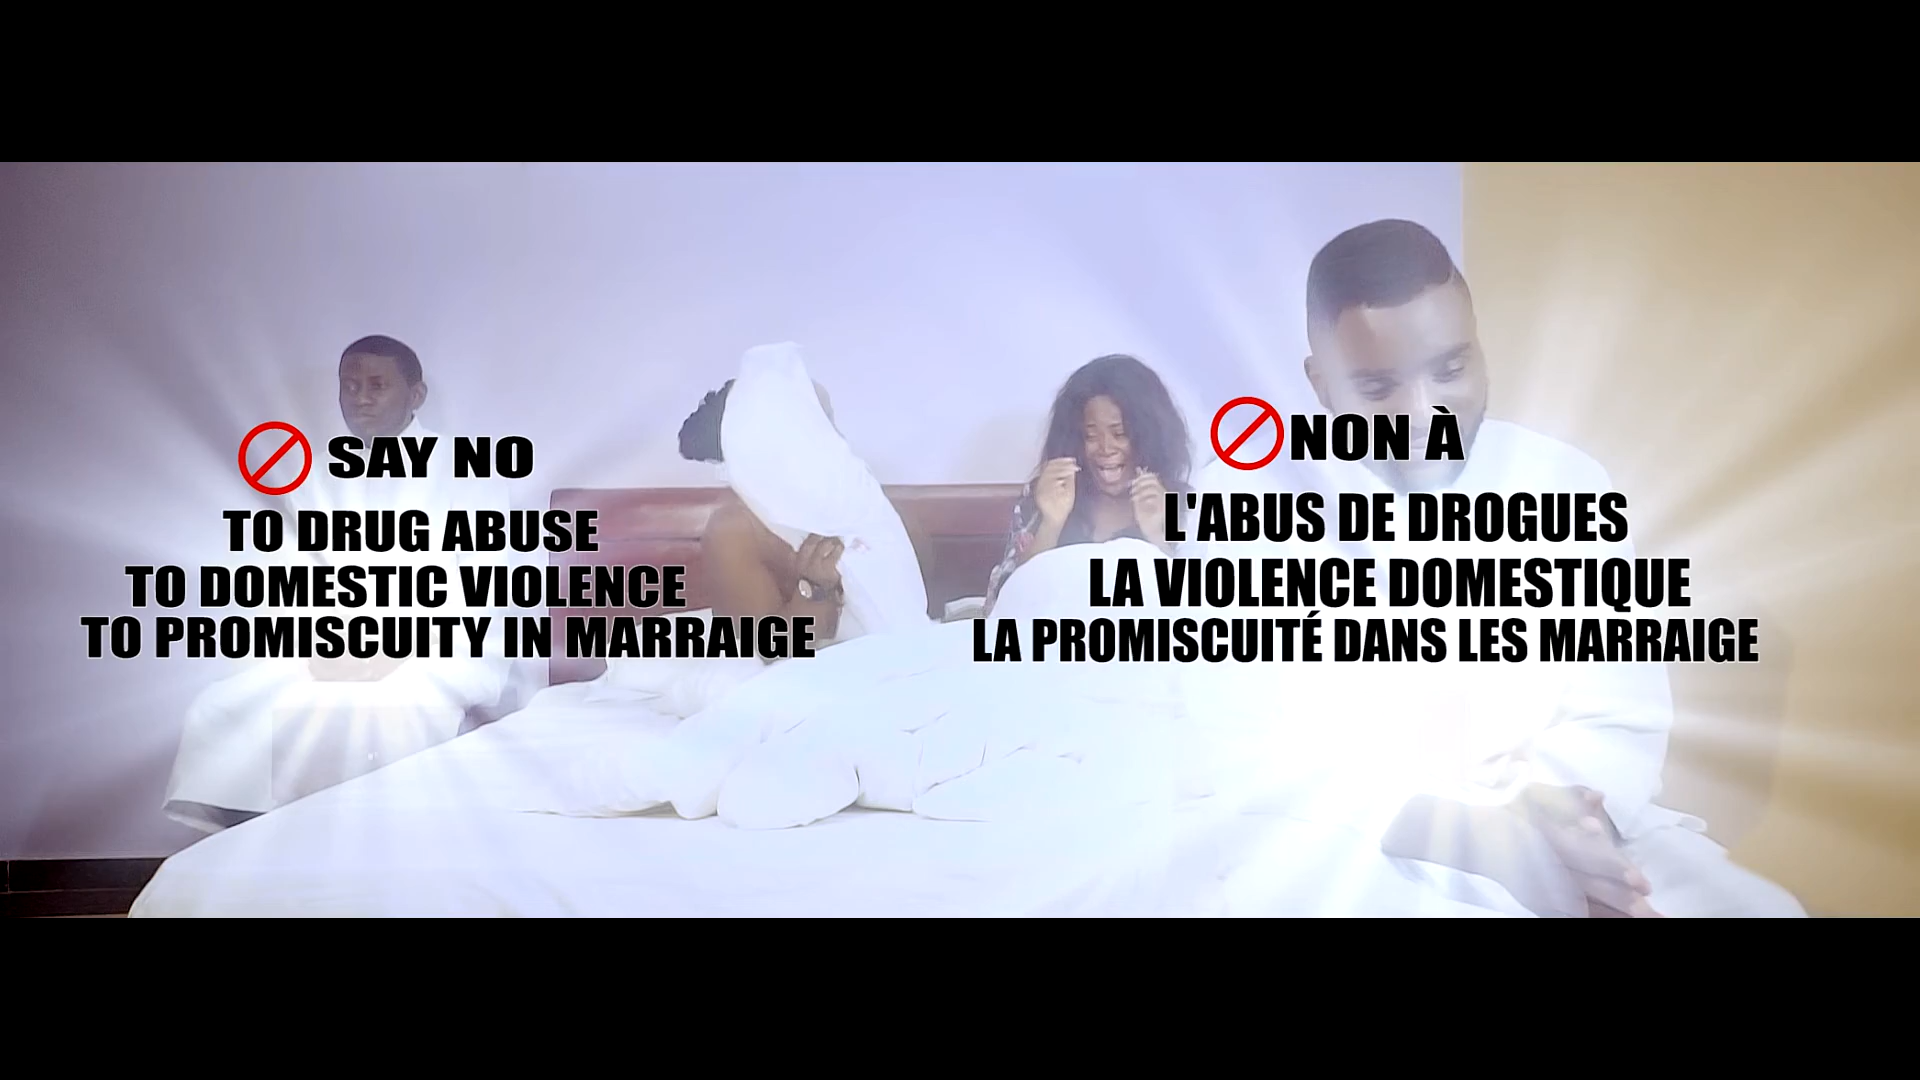 SAY NO
TO DRUG ABUSE
TO DOMESTIC VIOLENCE
TO PROMISCUITY IN MARRAIGE
NON À
L'ABUS DE DROGUES
LA VIOLENCE DOMESTIQUE
LA PROMISCUITÉ DANS LES MARRAIGE